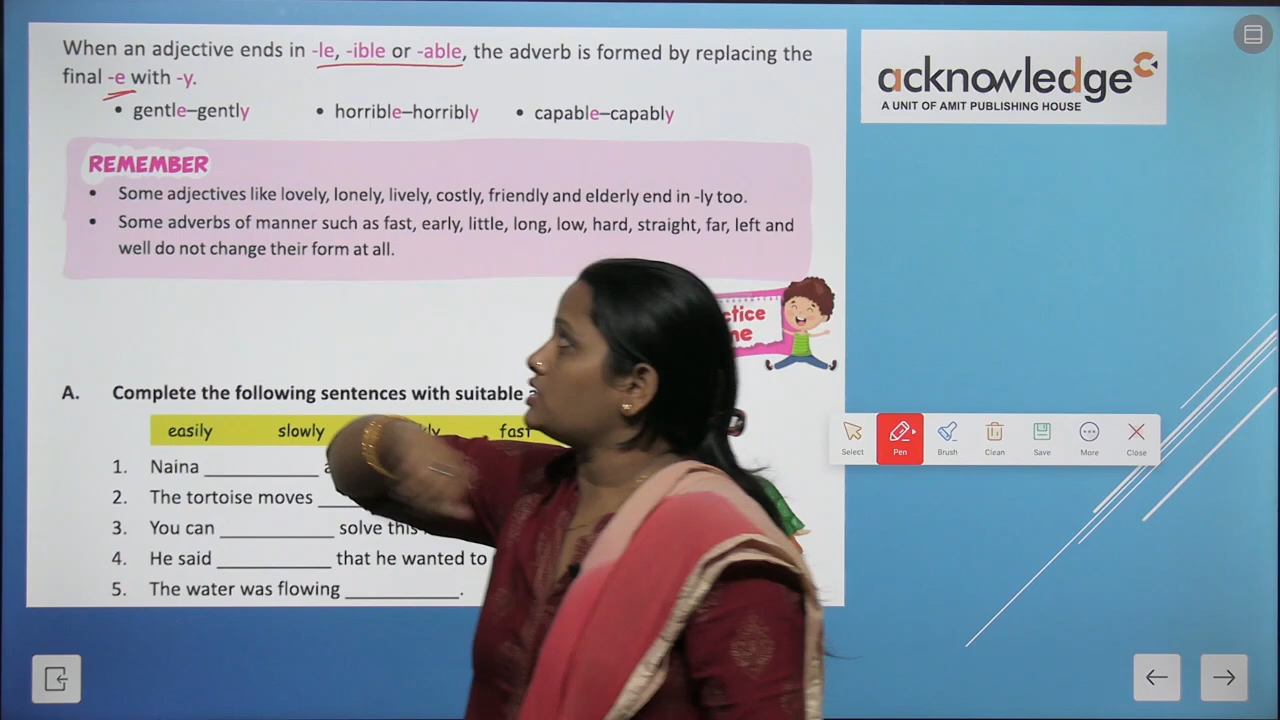 When an adjective ends in -le, -ible or -able, the adverb is formed by replacing the
final -e with -y.
• gentle–gently • horrible–horribly • capable–capably
REMEMBER
• Some adjectives like lovely, lonely, lively, costly, friendly and elderly end in -ly too.
• Some adverbs of manner such as fast, early, little, long, low, hard, straight, far, left and
well do not change their form at all.
A. Complete the following sentences with suitable
easily slowly fast
1. Naina ____________
2. The tortoise moves
3. You can ____________ solve this
4. He said ____________ that he wanted to
5. The water was flowing ____________.
acknowledge
A UNIT OF AMIT PUBLISHING HOUSE
Select Pen Brush Clean Save More Close